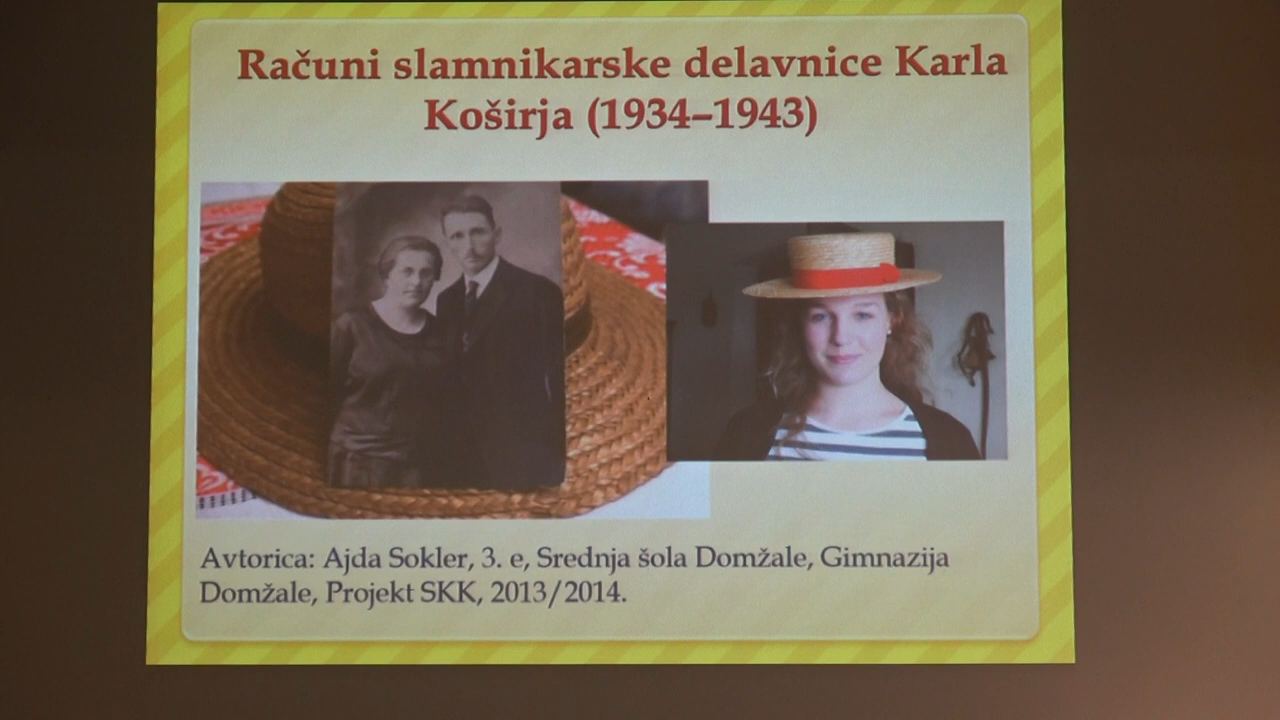 Računi slamnikarske delavnice Karla
Koširja (1934–1943)
Avtorica: Ajda Sokler, 3. e, Srednja šola Domžale, Gimnazija
Domžale, Projekt SKK, 2013/2014.